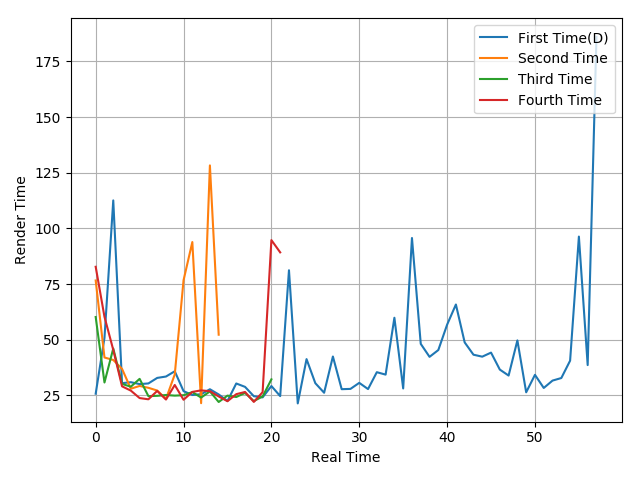 First Time(D)
Second Time
Third Time
Fourth Time
175
150
125
100
75
50
25
Render Time
0 10 20 30 40 50
Real Time